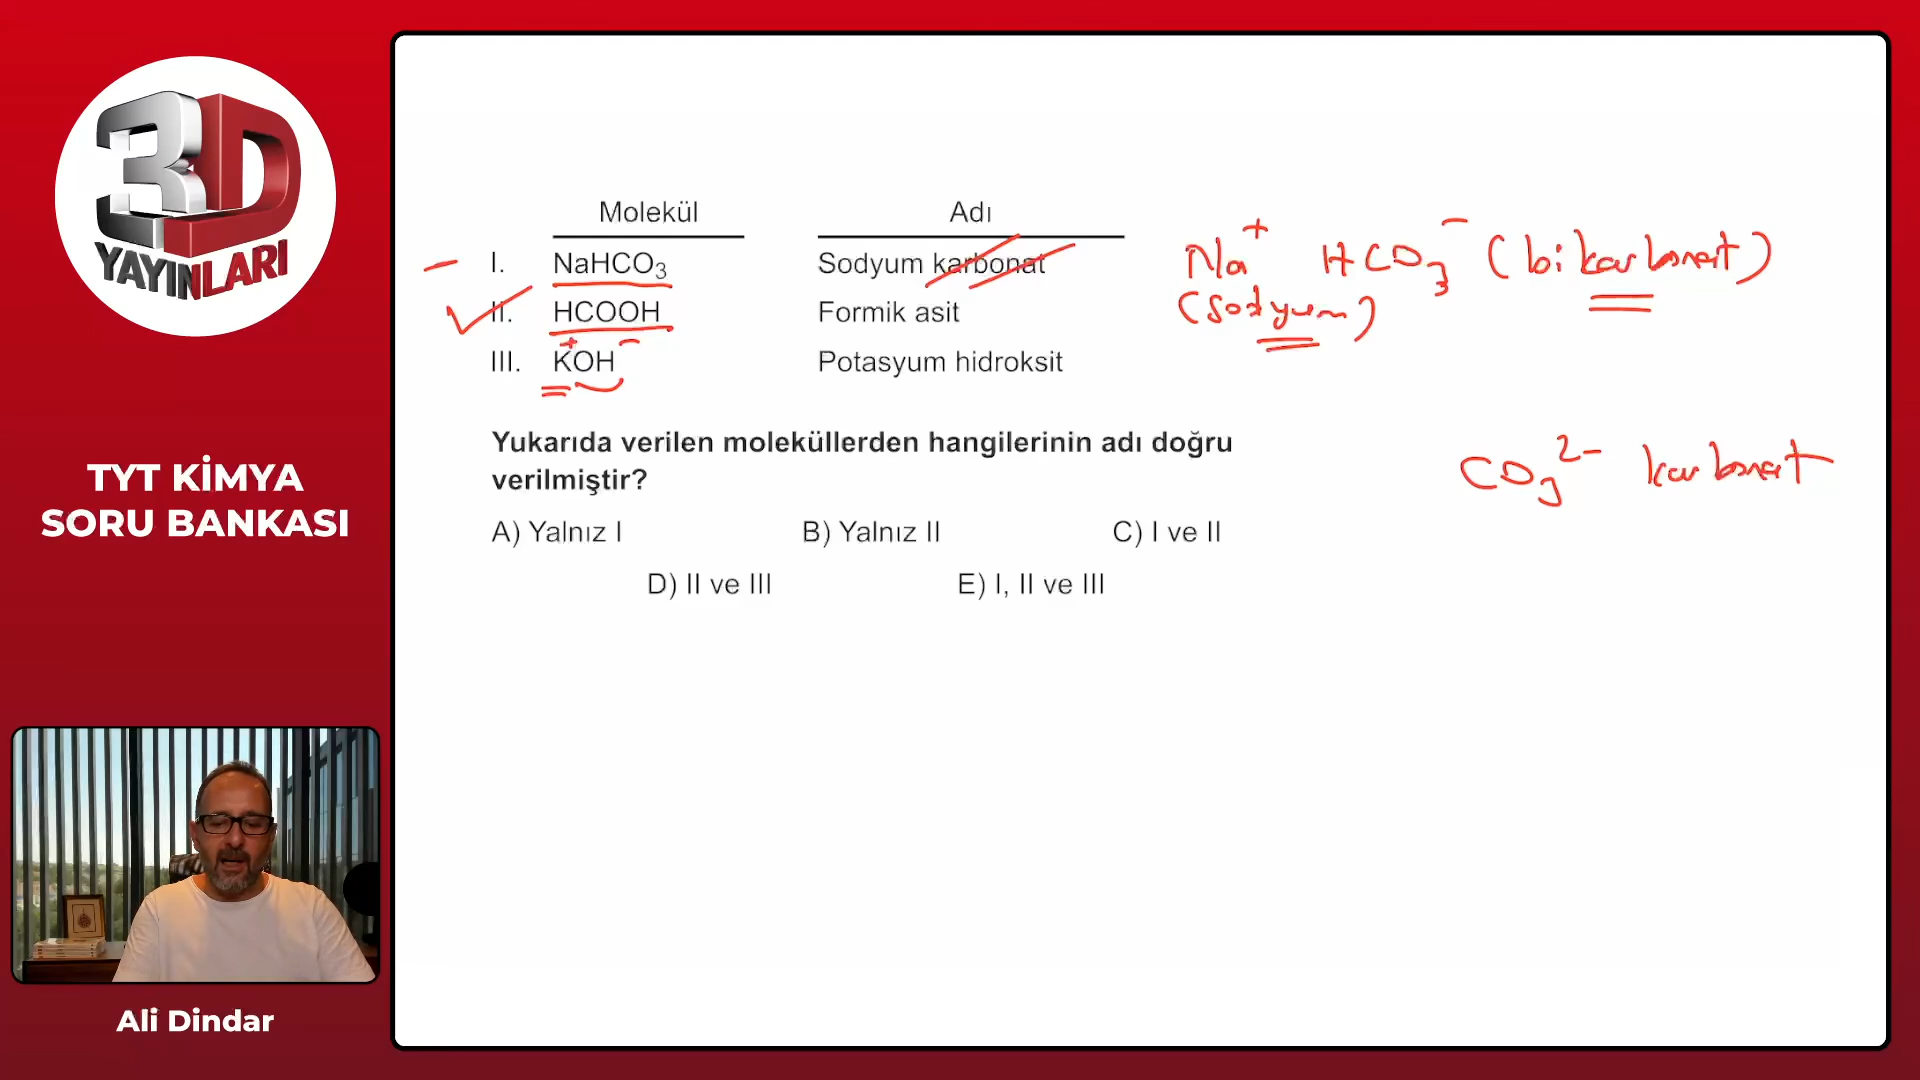 3D
YAYINLARI
TYT KİMYA
SORU BANKASI
Ali Dindar
Molekül Adı
I. NaHCO₃ Sodyum karbonat
II. HCOOH Formik asit
III. KOH Potasyum hidroksit
Yukarıda verilen moleküllerden hangilerinin adı doğru
verilmiştir?
A) Yalnız I B) Yalnız II C) I ve II
D) II ve III E) I, II ve III
Na⁺ HCO₃⁻ (bikarbonat)
(sodyum)
CO₃²⁻ karbonat
+ −